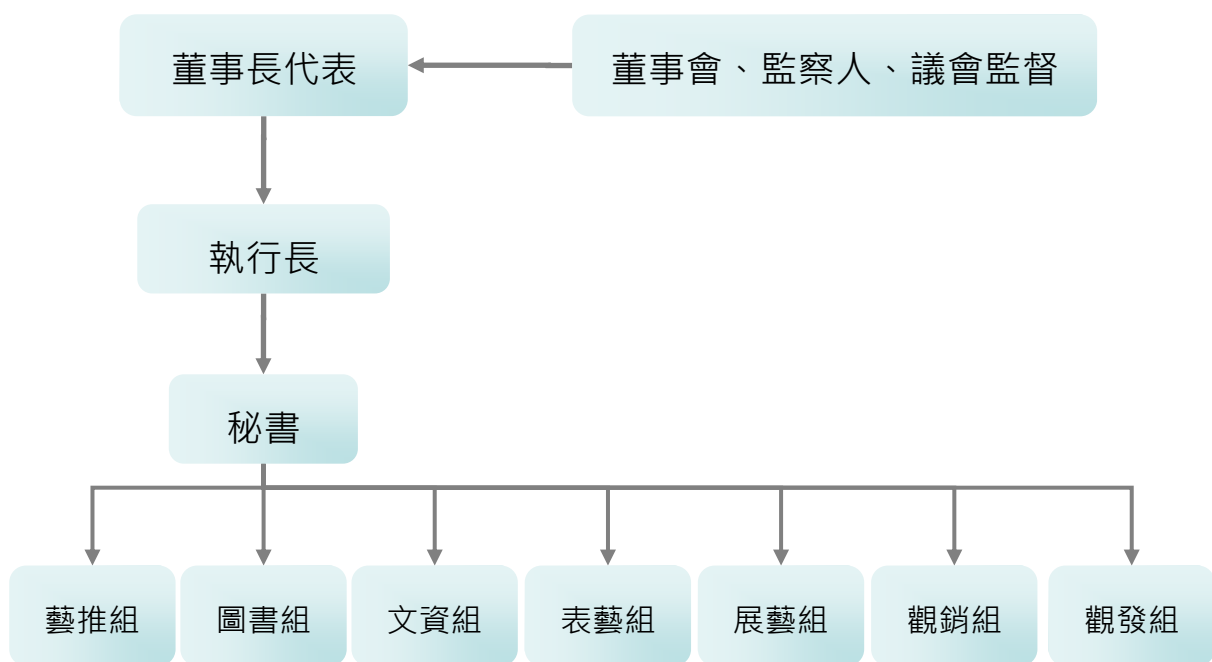 董事長代表
董事會、監察人、議會監督
執行長
秘書
藝推組
圖書組
文資組
表藝組
展藝組
觀銷組
觀發組